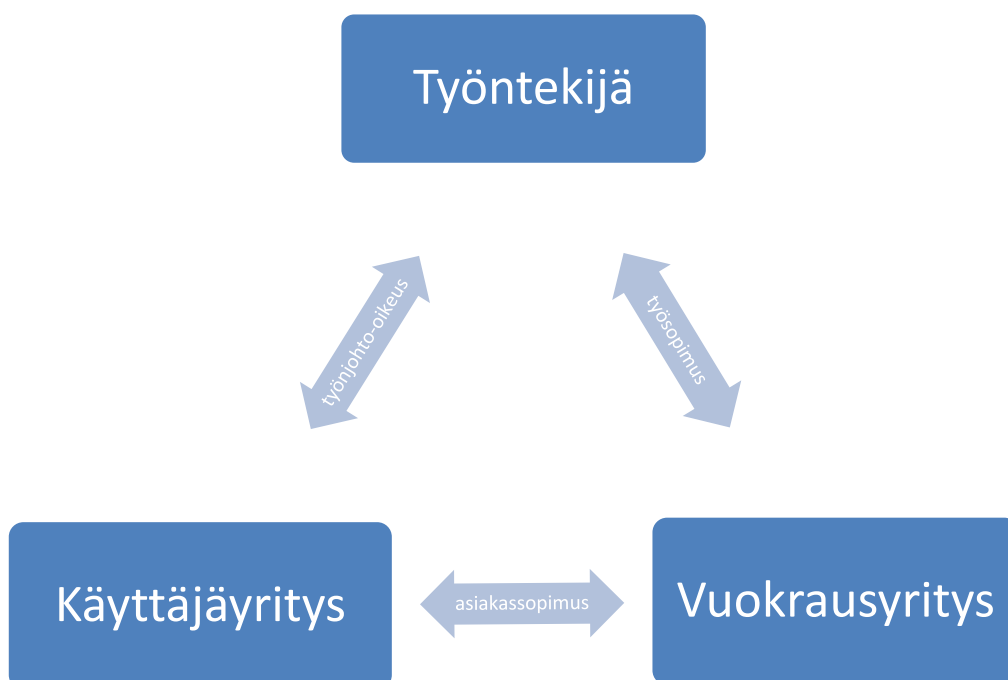 Työntekijä
työnjohto-oikeus
työsopimus
Käyttäjäyritys
asiakassopimus
Vuokrausyritys